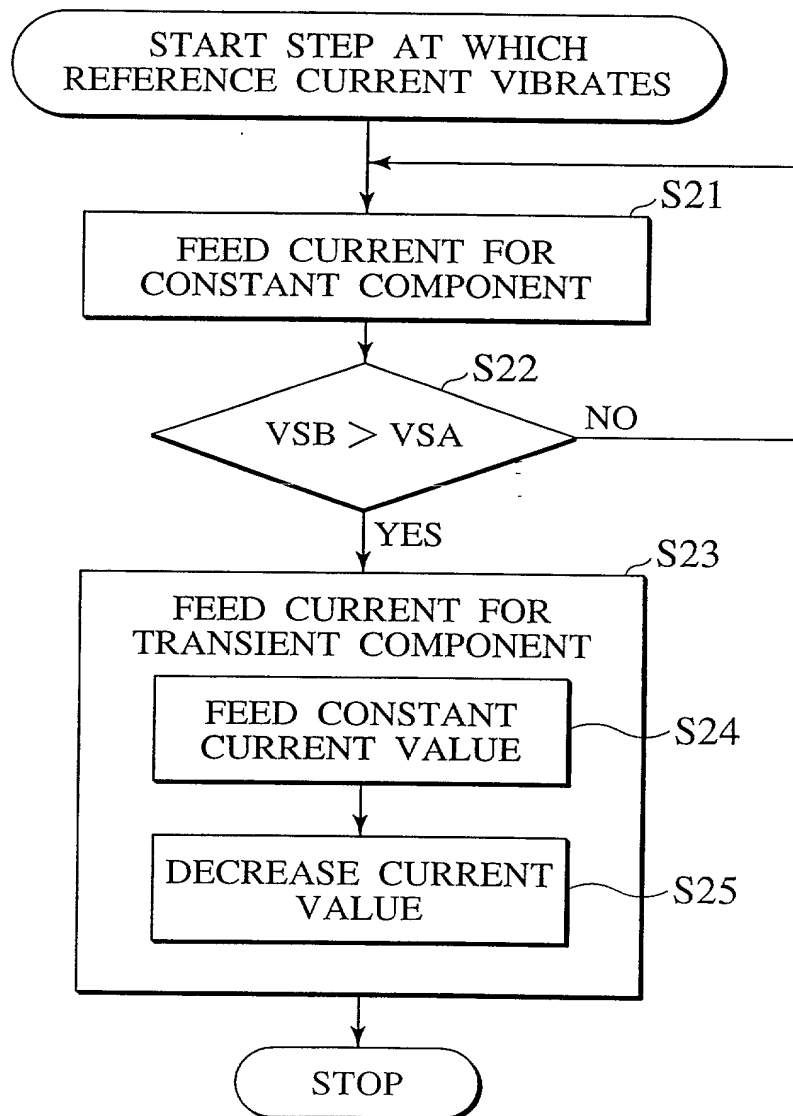 START STEP AT WHICH
REFERENCE CURRENT VIBRATES
S21
FEED CURRENT FOR
CONSTANT COMPONENT
S22
VSB > VSA
NO
YES
S23
FEED CURRENT FOR
TRANSIENT COMPONENT
FEED CONSTANT
CURRENT VALUE
S24
DECREASE CURRENT
VALUE
S25
STOP